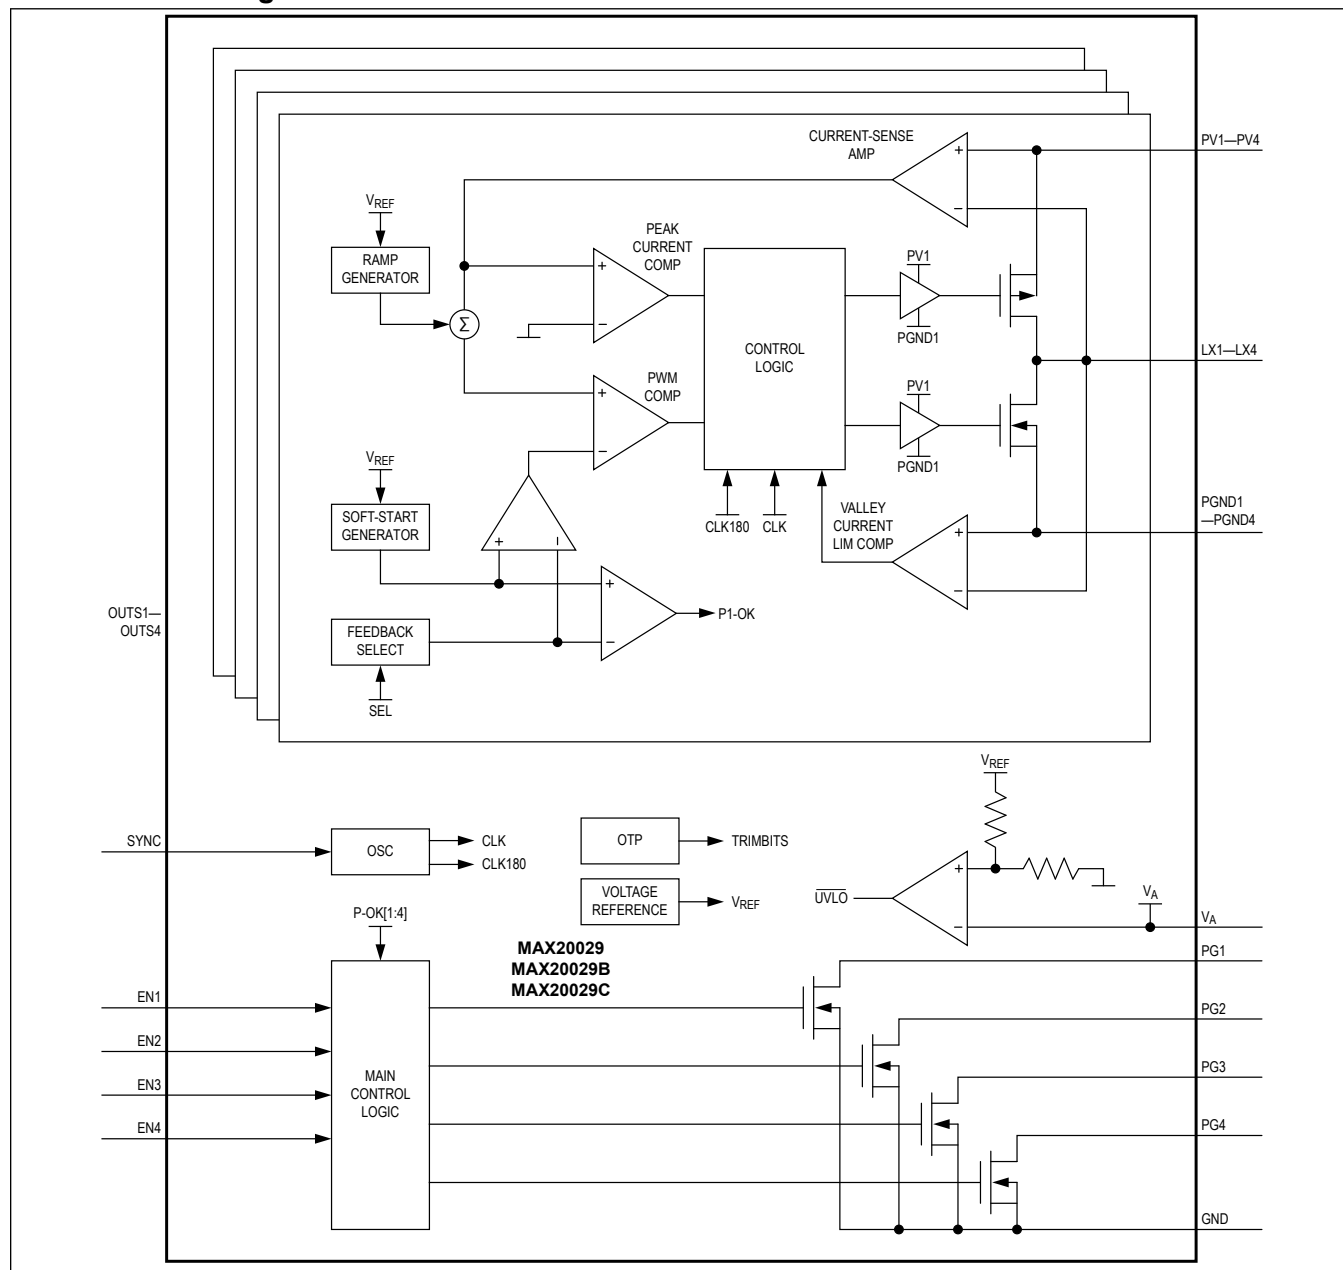 CURRENT-SENSE
AMP
+
−
PV1—PV4
VREF
RAMP
GENERATOR
Σ
PEAK
CURRENT
COMP
+
−
CONTROL
LOGIC
PV1
PGND1
LX1—LX4
PWM
COMP
+
−
PV1
PGND1
VREF
SOFT-START
GENERATOR
+
−
CLK180
CLK
VALLEY
CURRENT
LIM COMP
+
−
PGND1
—PGND4
OUTS1—
OUTS4
FEEDBACK
SELECT
SEL
+
−
P1-OK
SYNC
OSC
CLK
CLK180
OTP
TRIMBITS
VOLTAGE
REFERENCE
VREF
VREF
UVLO
+
−
VA
VA
P-OK[1:4]
MAX20029
MAX20029B
MAX20029C
EN1
EN2
EN3
EN4
MAIN
CONTROL
LOGIC
PG1
PG2
PG3
PG4
GND